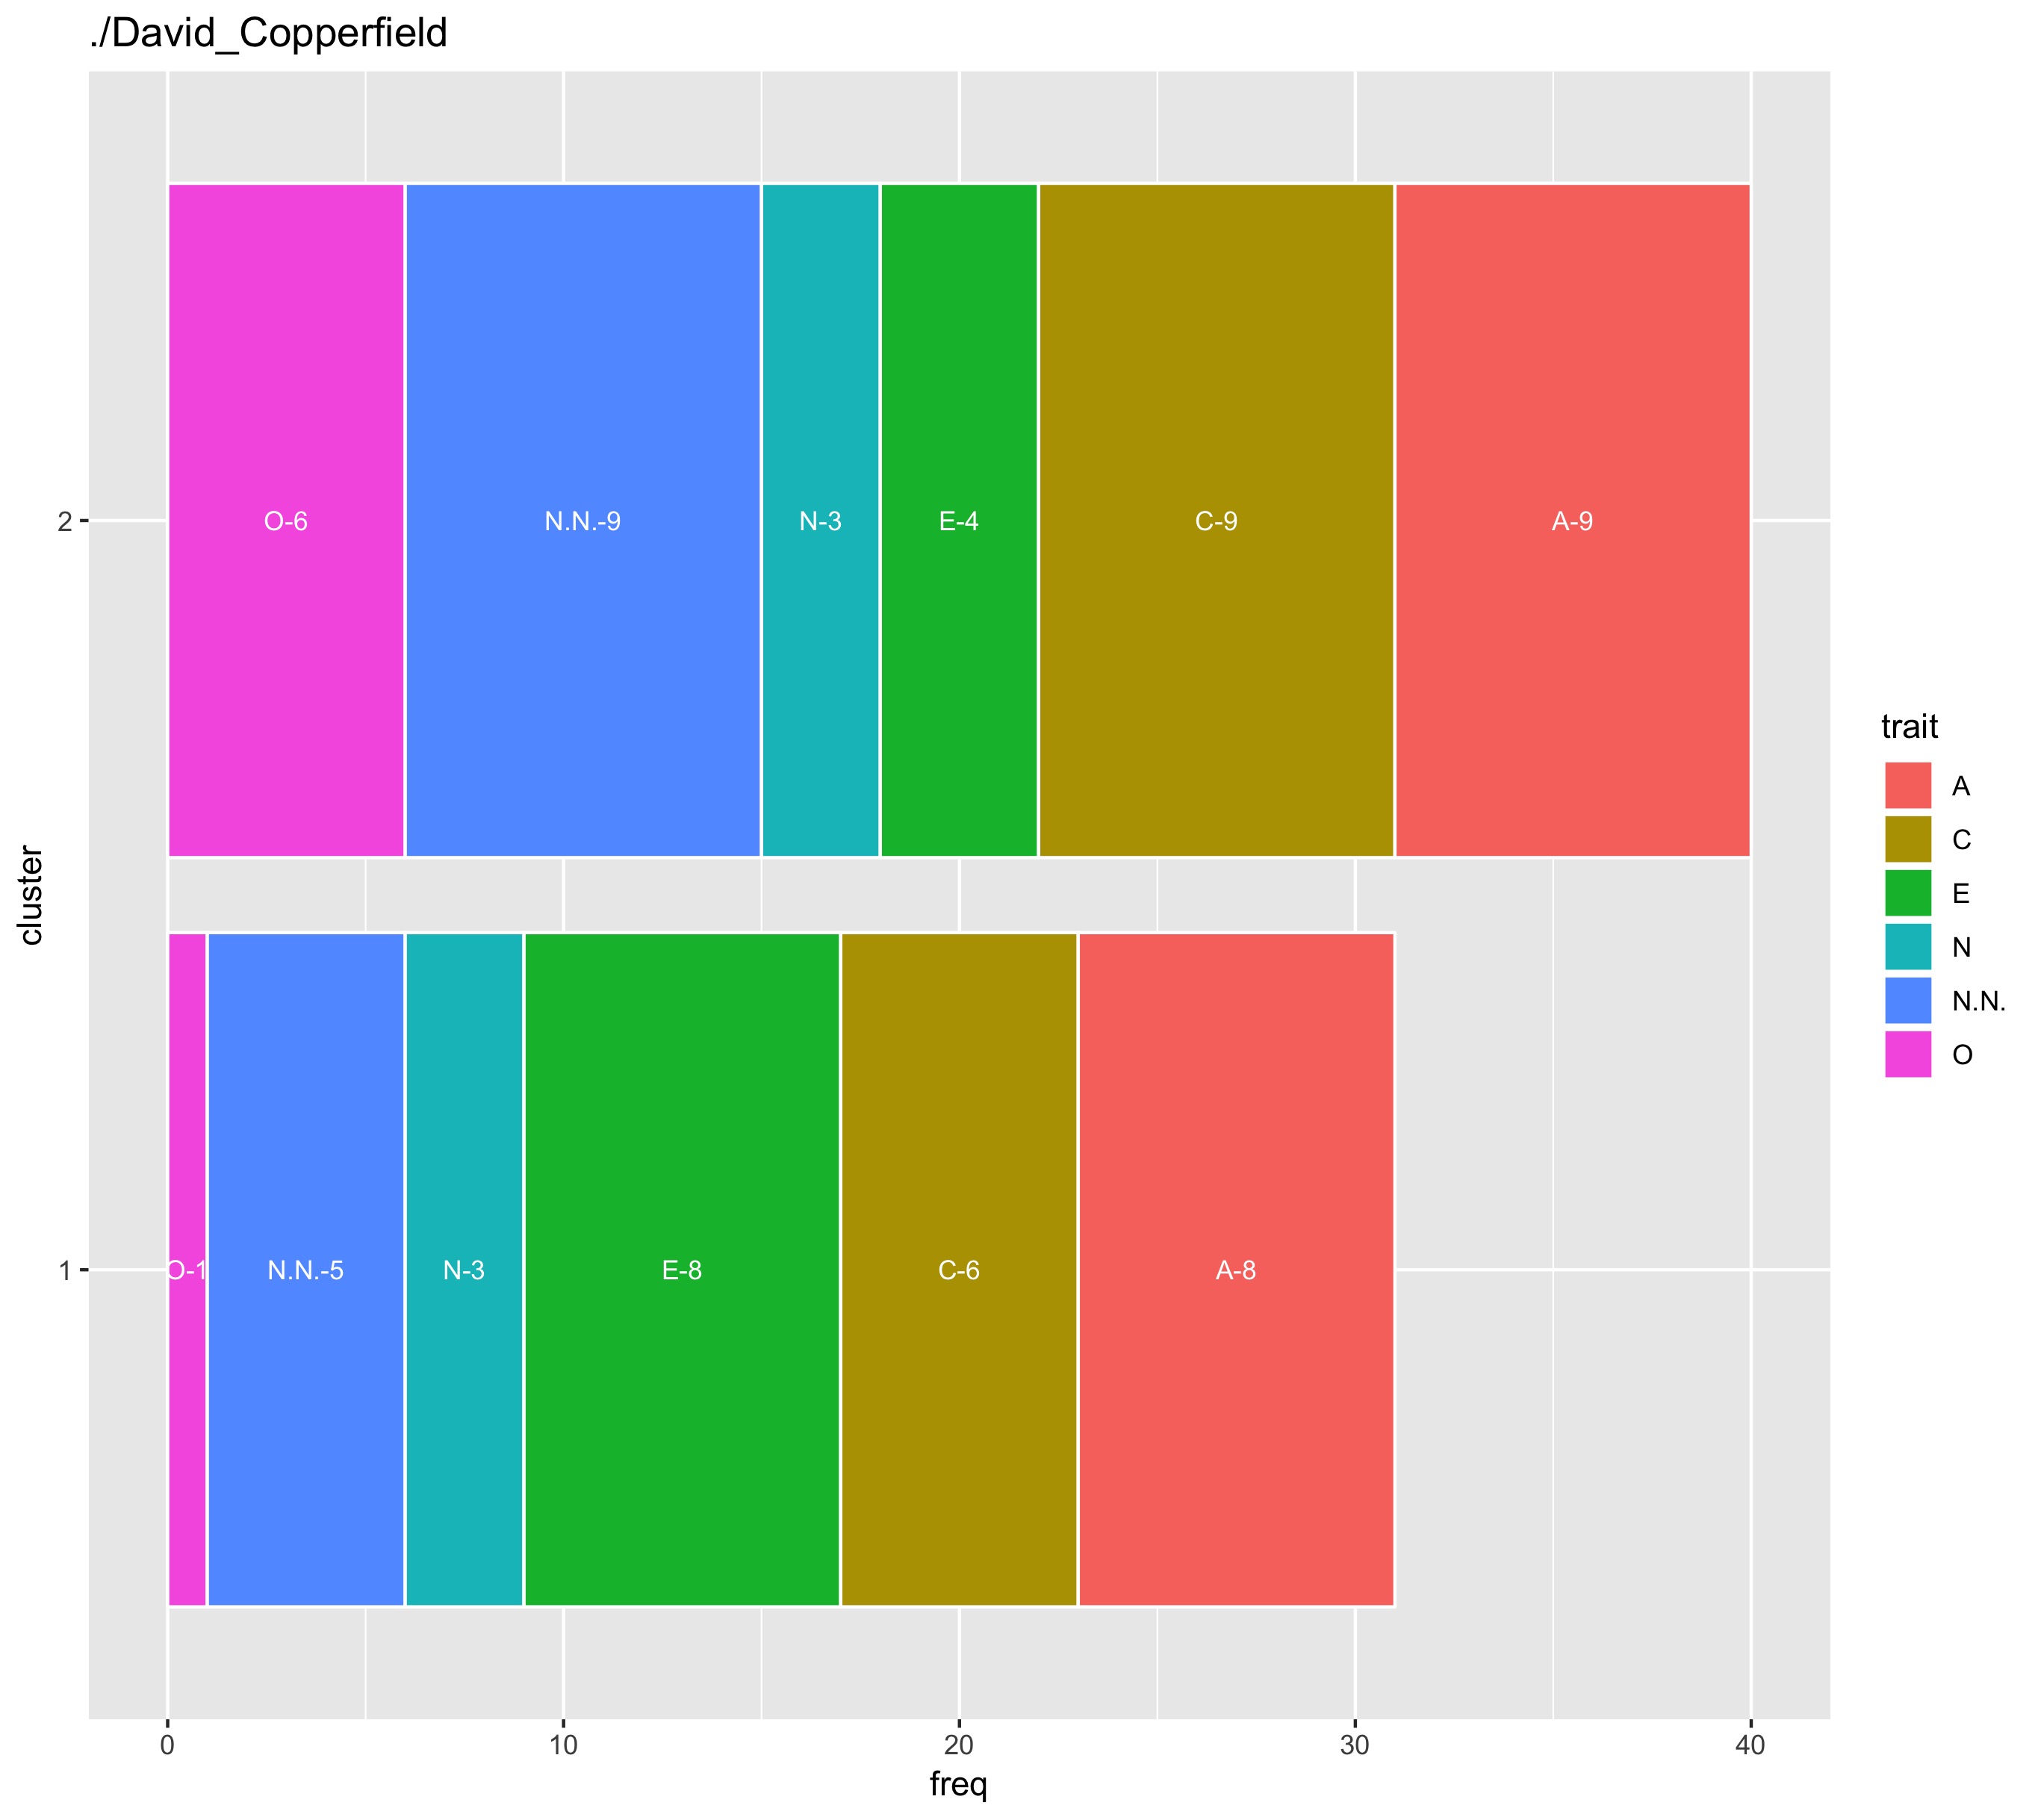 ./David_Copperfield
2
O-6
N.N.-9
N-3
E-4
C-9
A-9
cluster
1
O-1
N.N.-5
N-3
E-8
C-6
A-8
0
10
20
30
40
freq
trait
A
C
E
N
N.N.
O